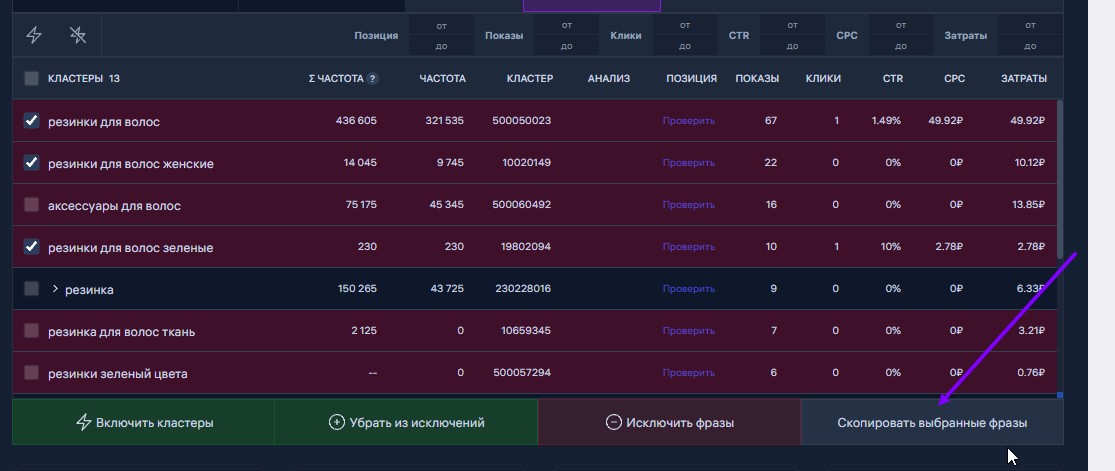 Позиция от до Показы от до Клики от до CTR от до CPC от до Затраты от до
КЛАСТЕРЫ 13 Σ ЧАСТОТА ? ЧАСТОТА КЛАСТЕР АНАЛИЗ ПОЗИЦИЯ ПОКАЗЫ КЛИКИ CTR CPC ЗАТРАТЫ
резинки для волос 436 605 321 535 500050023 Проверить 67 1 1.49% 49.92₽ 49.92₽
резинки для волос женские 14 045 9 745 10020149 Проверить 22 0 0% 0₽ 10.12₽
аксессуары для волос 75 175 45 345 500060492 Проверить 16 0 0% 0₽ 13.85₽
резинки для волос зеленые 230 230 19802094 Проверить 10 1 10% 2.78₽ 2.78₽
резинка 150 265 43 725 230228016 Проверить 9 0 0% 0₽ 6.33₽
резинка для волос ткань 2 125 0 10659345 Проверить 7 0 0% 0₽ 3.21₽
резинки зеленый цвета -- 0 500057294 Проверить 6 0 0% 0₽ 0.76₽
Включить кластеры Убрать из исключений Исключить фразы Скопировать выбранные фразы